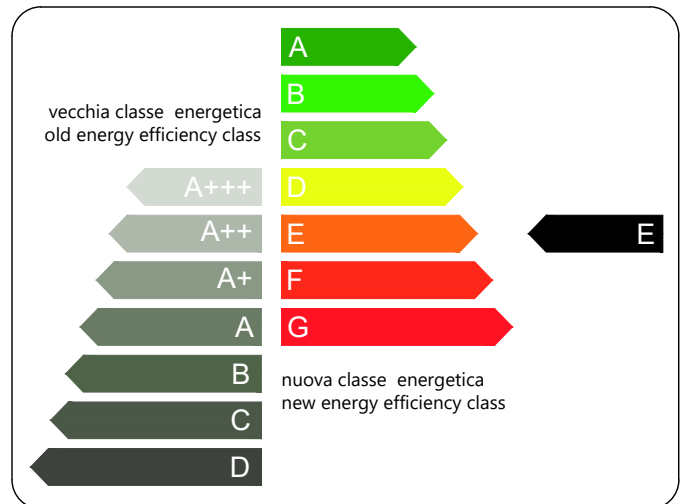 vecchia classe energetica
old energy efficiency class
A+++
A++
A+
A
B
C
D
A
B
C
D
E
F
G
E
nuova classe energetica
new energy efficiency class